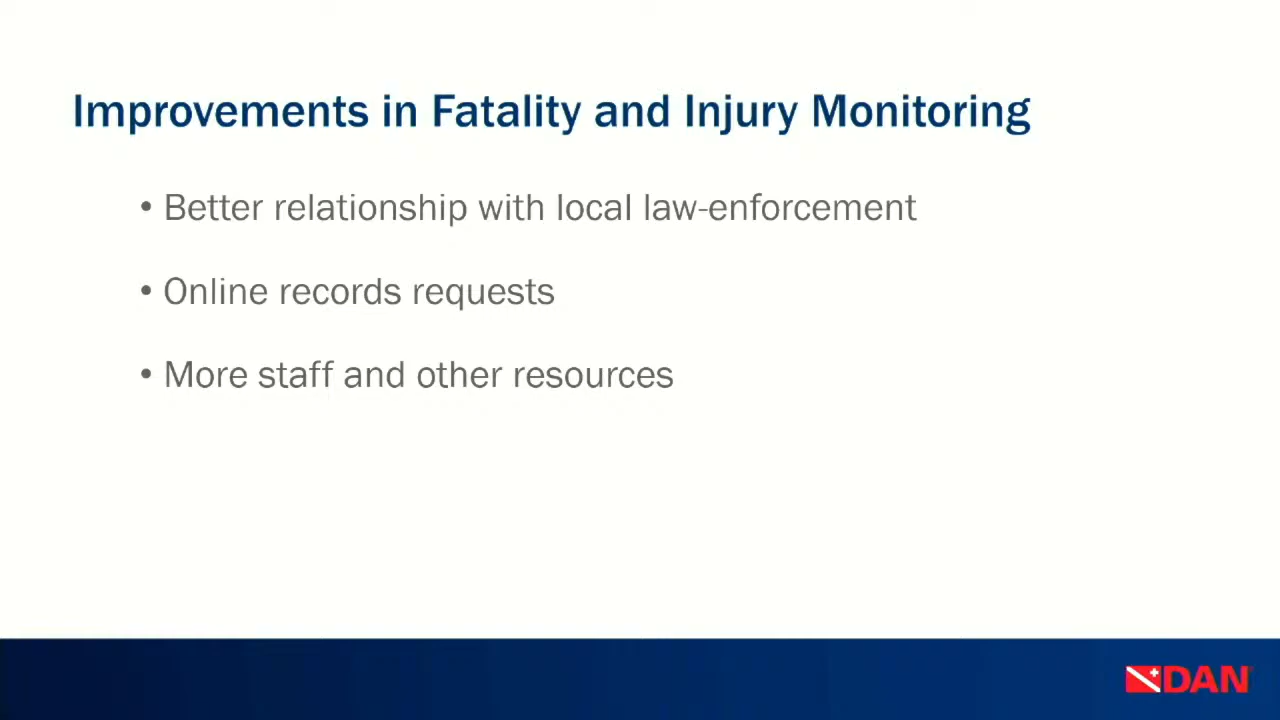 Improvements in Fatality and Injury Monitoring
• Better relationship with local law-enforcement
• Online records requests
• More staff and other resources
DAN